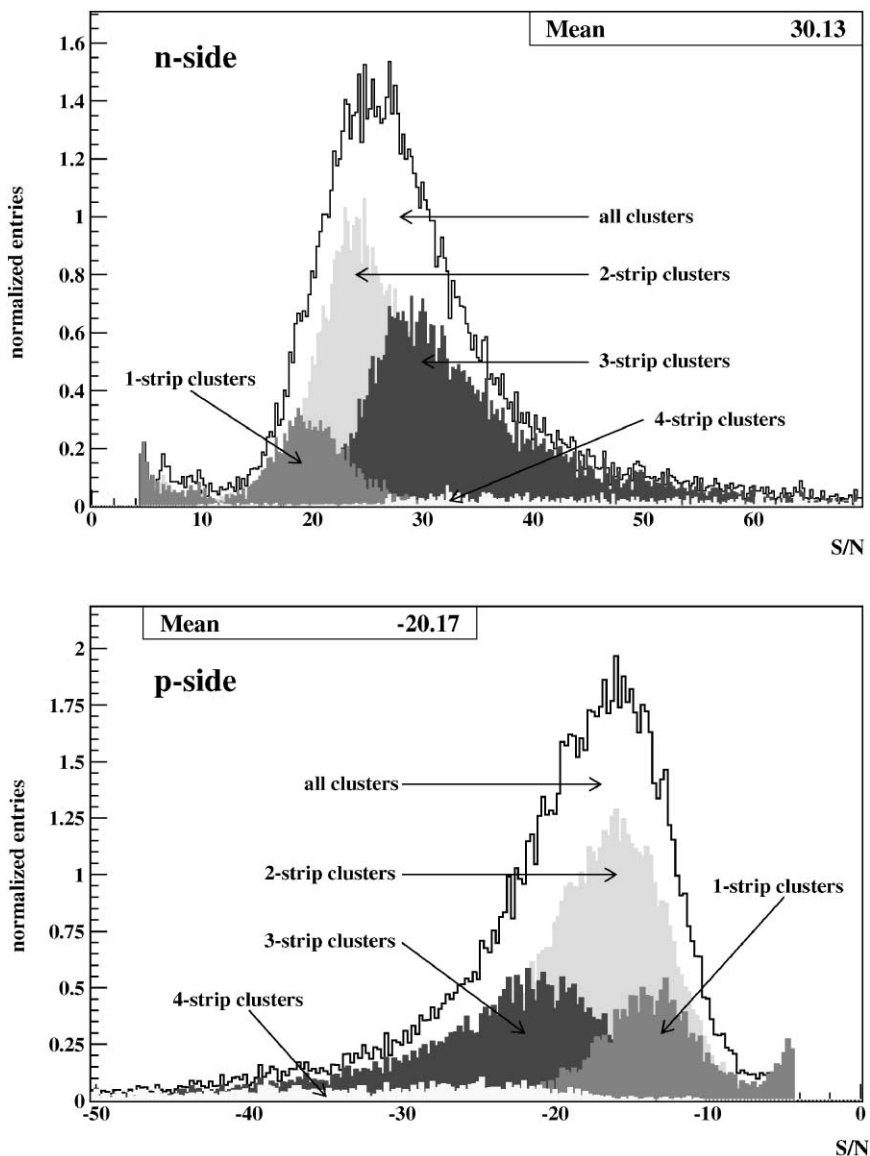 Mean 30.13
n-side
1.6
1.4
1.2
1
0.8
0.6
0.4
0.2
0
normalized entries
all clusters
2-strip clusters
3-strip clusters
1-strip clusters
4-strip clusters
0 10 20 30 40 50 60
S/N
Mean -20.17
p-side
2
1.75
1.5
1.25
1
0.75
0.5
0.25
0
normalized entries
all clusters
2-strip clusters
1-strip clusters
3-strip clusters
4-strip clusters
-50 -40 -30 -20 -10 0
S/N